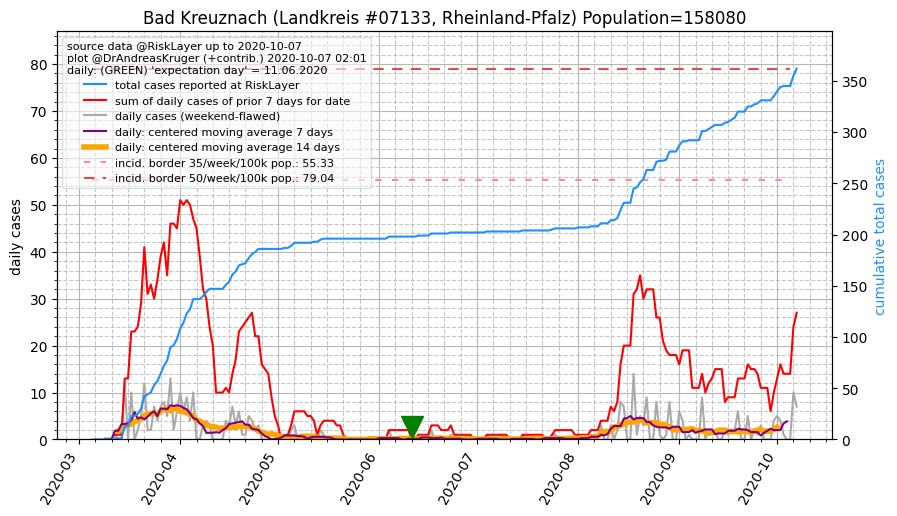 Bad Kreuznach (Landkreis #07133, Rheinland-Pfalz) Population=158080
source data @RiskLayer up to 2020-10-07
plot @DrAndreasKruger (+contrib.) 2020-10-07 02:01
daily: (GREEN) 'expectation day' = 11.06.2020
total cases reported at RiskLayer
sum of daily cases of prior 7 days for date
daily cases (weekend-flawed)
daily: centered moving average 7 days
daily: centered moving average 14 days
incid. border 35/week/100k pop.: 55.33
incid. border 50/week/100k pop.: 79.04
daily cases
80
70
60
50
40
30
20
10
0
cumulative total cases
350
300
250
200
150
100
50
0
2020-03
2020-04
2020-05
2020-06
2020-07
2020-08
2020-09
2020-10